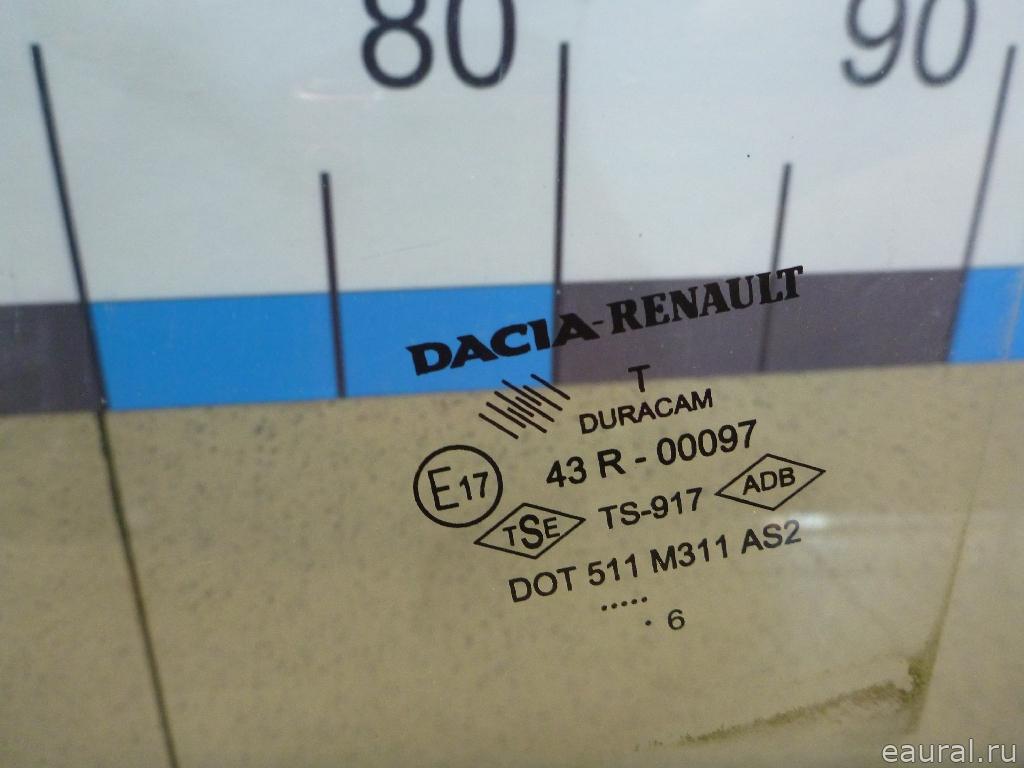 80 90
DACIA-RENAULT
T
DURACAM
E17 43 R - 00097
TSE TS-917 ADB
DOT 511 M311 AS2
.....
. 6
eaural.ru